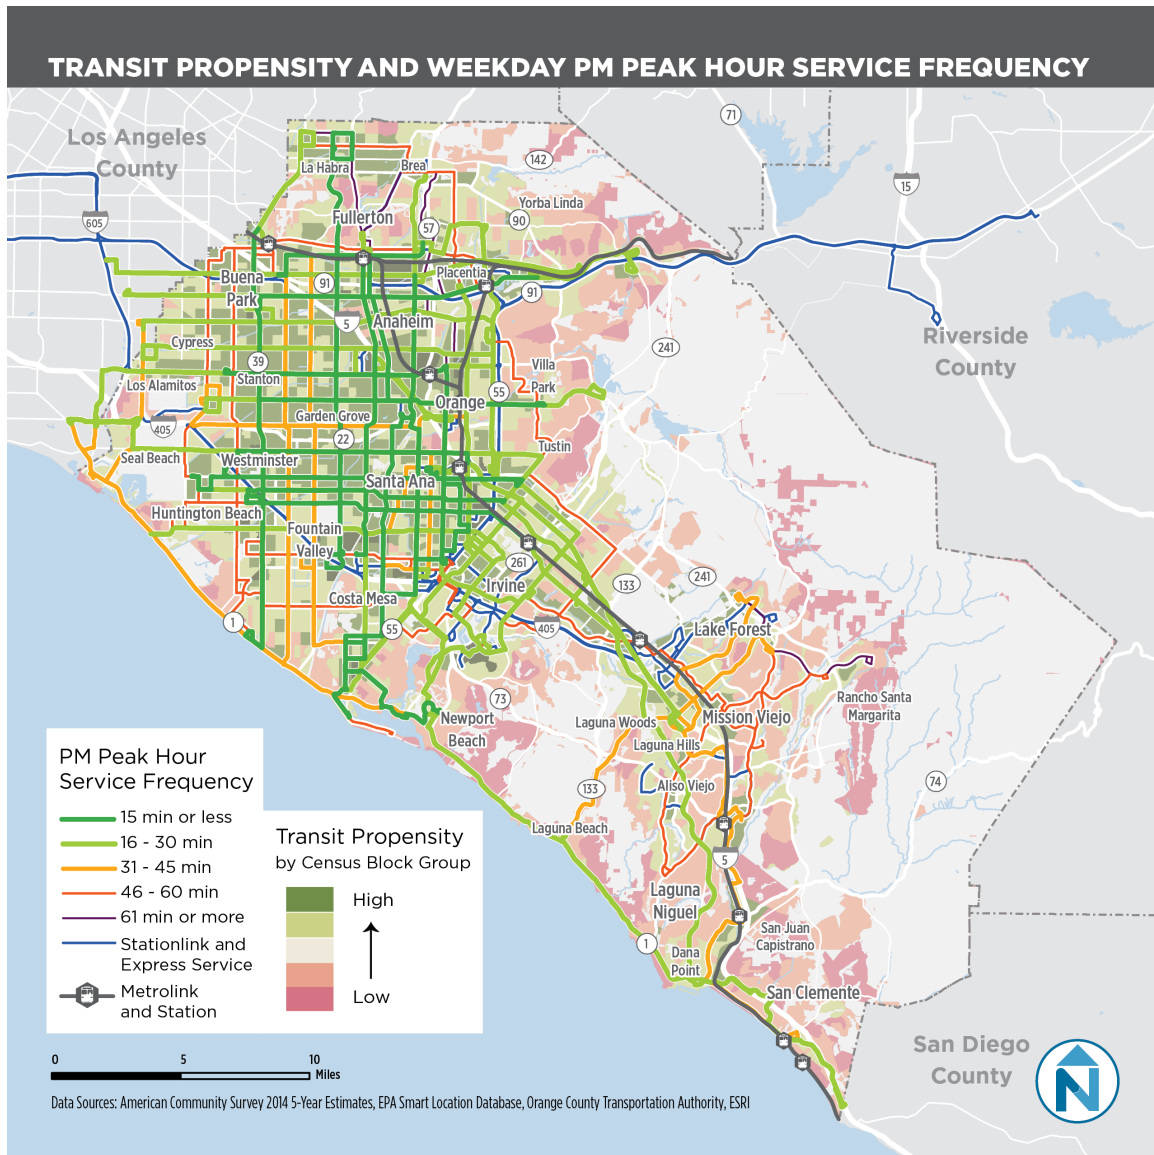 TRANSIT PROPENSITY AND WEEKDAY PM PEAK HOUR SERVICE FREQUENCY
Los Angeles
County
71
142
15
605
La Habra
Brea
Yorba Linda
90
Fullerton
57
Buena
Park
91
Placentia
91
5
Anaheim
Riverside
County
Cypress
241
39
Stanton
Villa
Park
Los Alamitos
55
Orange
Garden Grove
405
22
Tustin
Seal Beach
Westminster
Santa Ana
Huntington Beach
Fountain
Valley
261
Irvine
133
241
Costa Mesa
1
55
405
Lake Forest
73
Rancho Santa
Margarita
Newport
Beach
Laguna Woods
Mission Viejo
Laguna Hills
74
133
Aliso Viejo
Laguna Beach
5
Laguna
Niguel
San Juan
Capistrano
1
Dana
Point
San Clemente
San Diego
County
N
PM Peak Hour
Service Frequency
15 min or less
16 - 30 min
31 - 45 min
46 - 60 min
61 min or more
Stationlink and
Express Service
Metrolink
and Station
Transit Propensity
by Census Block Group
High
Low
0 5 10
Miles
Data Sources: American Community Survey 2014 5-Year Estimates, EPA Smart Location Database, Orange County Transportation Authority, ESRI